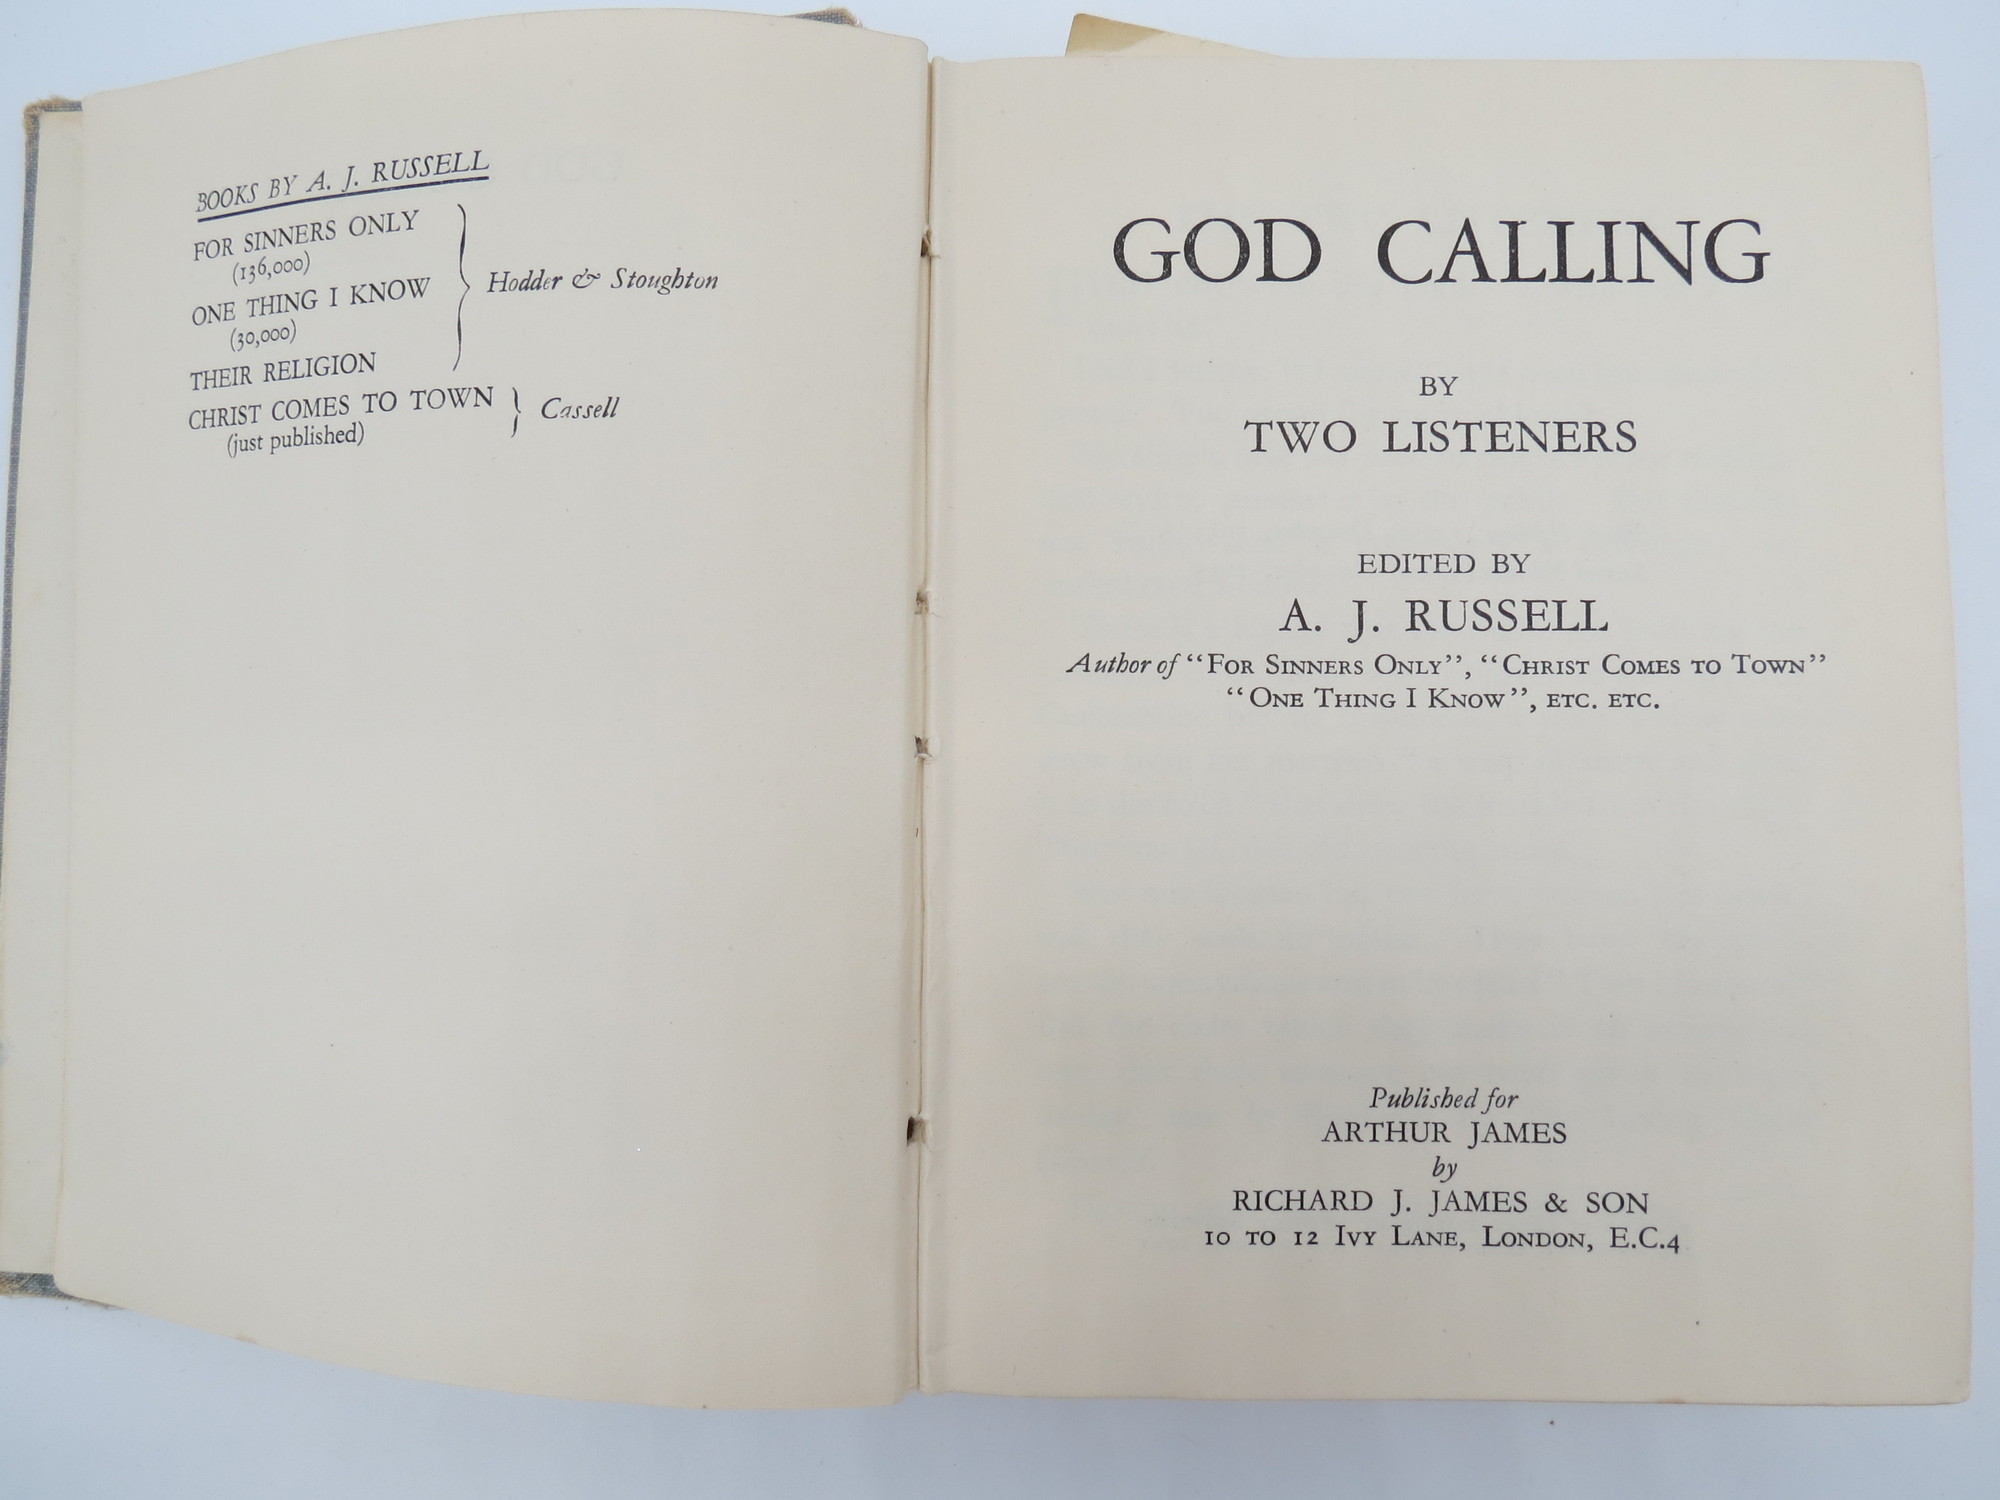 BOOKS BY A. J. RUSSELL
FOR SINNERS ONLY
(136,000)
ONE THING I KNOW
(30,000)
THEIR RELIGION
Hodder & Stoughton
CHRIST COMES TO TOWN
(just published)
Cassell
GOD CALLING
BY
TWO LISTENERS
EDITED BY
A. J. RUSSELL
Author of “FOR SINNERS ONLY”, “CHRIST COMES TO TOWN”
“ONE THING I KNOW”, ETC. ETC.
Published for
ARTHUR JAMES
by
RICHARD J. JAMES & SON
10 TO 12 IVY LANE, LONDON, E.C.4